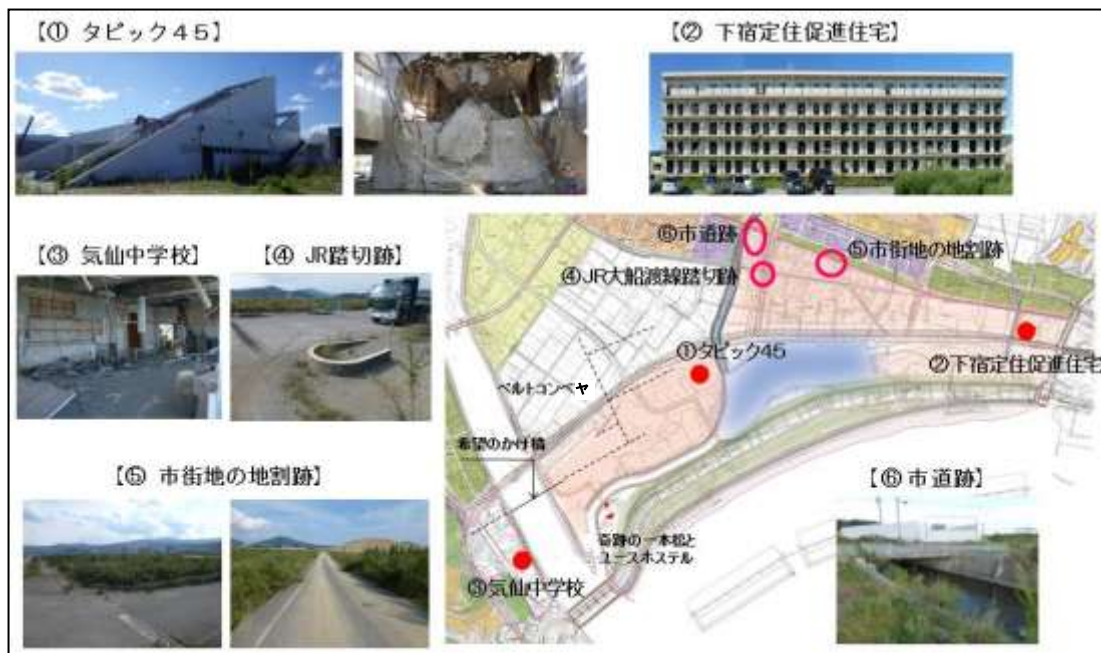 【① タピック45】
【② 下宿定住促進住宅】
【③ 気仙中学校】
【④ JR踏切跡】
⑥市道跡
⑤市街地の地割跡
④JR大船渡線踏切跡
①タピック45
②下宿定住促進住宅
ベルトコンベヤ
希望のかけ橋
【⑤ 市街地の地割跡】
【⑥ 市道跡】
奇跡の一本松と
ユースホステル
③気仙中学校